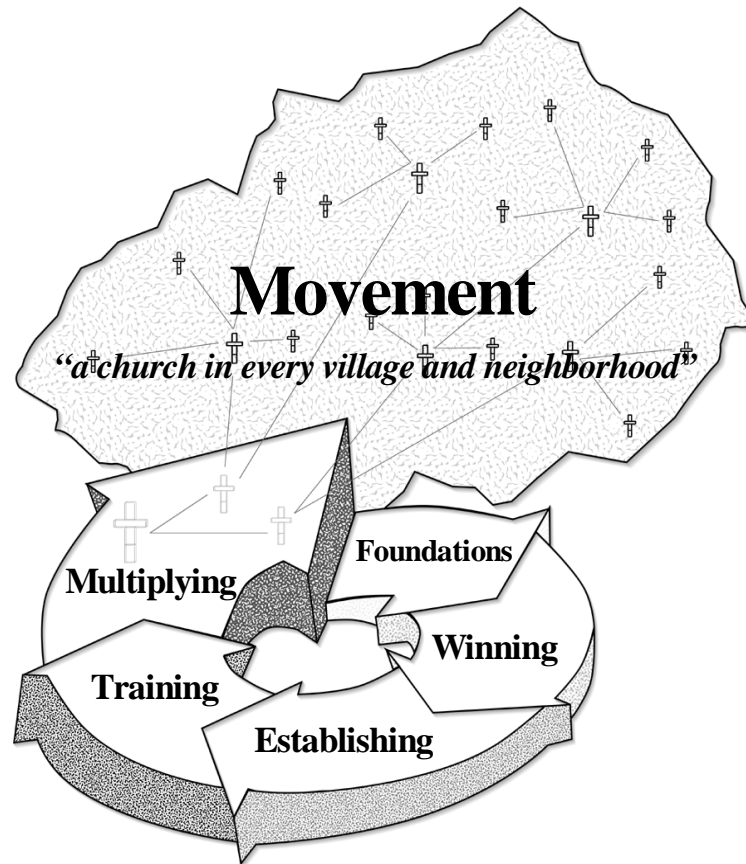 Movement
“a church in every village and neighborhood”
Foundations
Multiplying
Winning
Training
Establishing